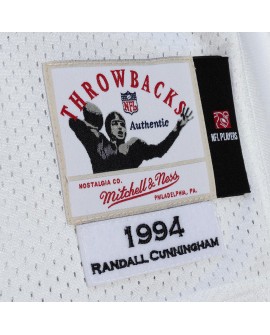 THROWBACKS
NFL
Authentic
NOSTALGIA CO.
Mitchell & Ness
PHILADELPHIA, PA.
NFL PLAYERS
1994
RANDALL CUNNINGHAM